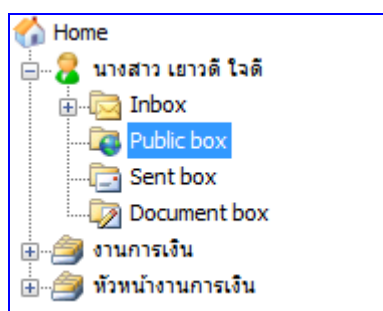 Home
นางสาว เยาวดี ใจดี
Inbox
Public box
Sent box
Document box
งานการเงิน
หัวหน้างานการเงิน